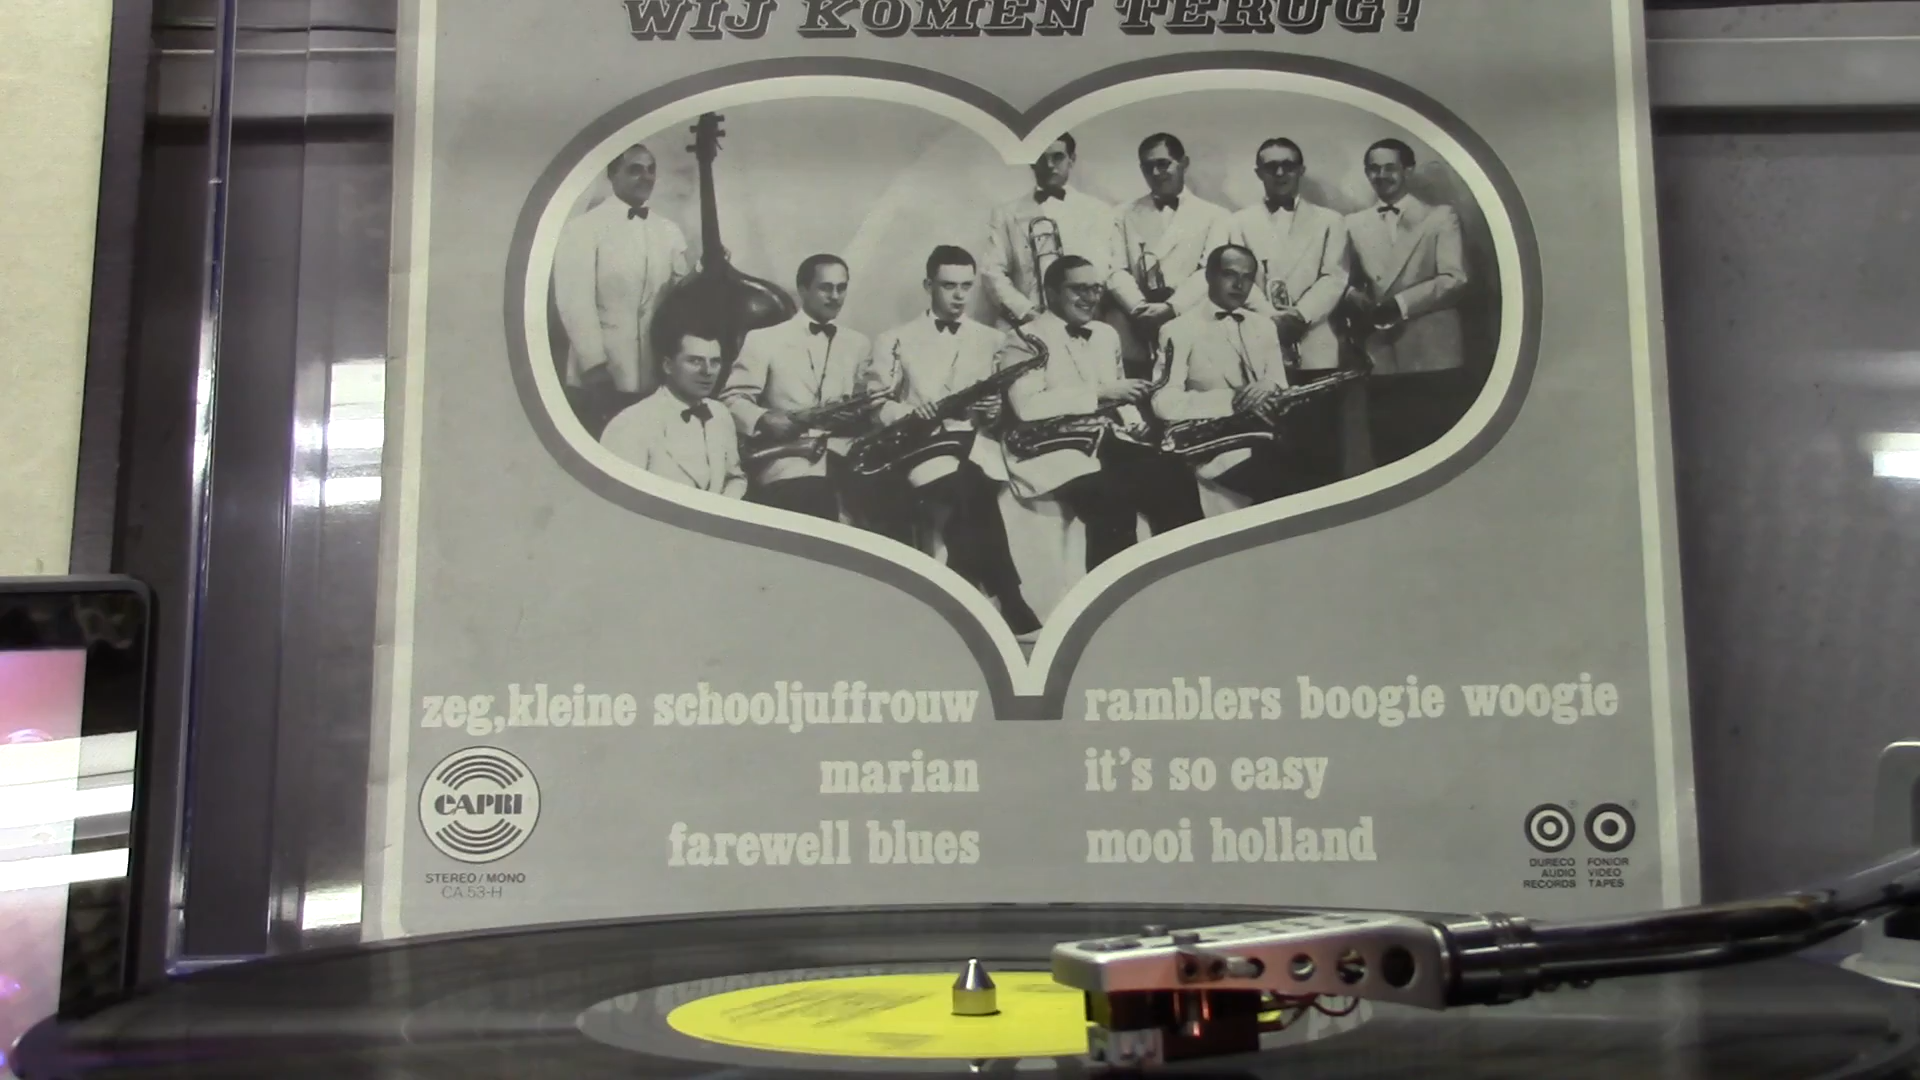 WIJ KOMEN TERUG!
zeg, kleine schooljuffrouw
marian
farewell blues
ramblers boogie woogie
it's so easy
mooi holland
CAPRI
STEREO / MONO
CA 53-H
DURECO AUDIO RECORDS
FONIOR VIDEO TAPES